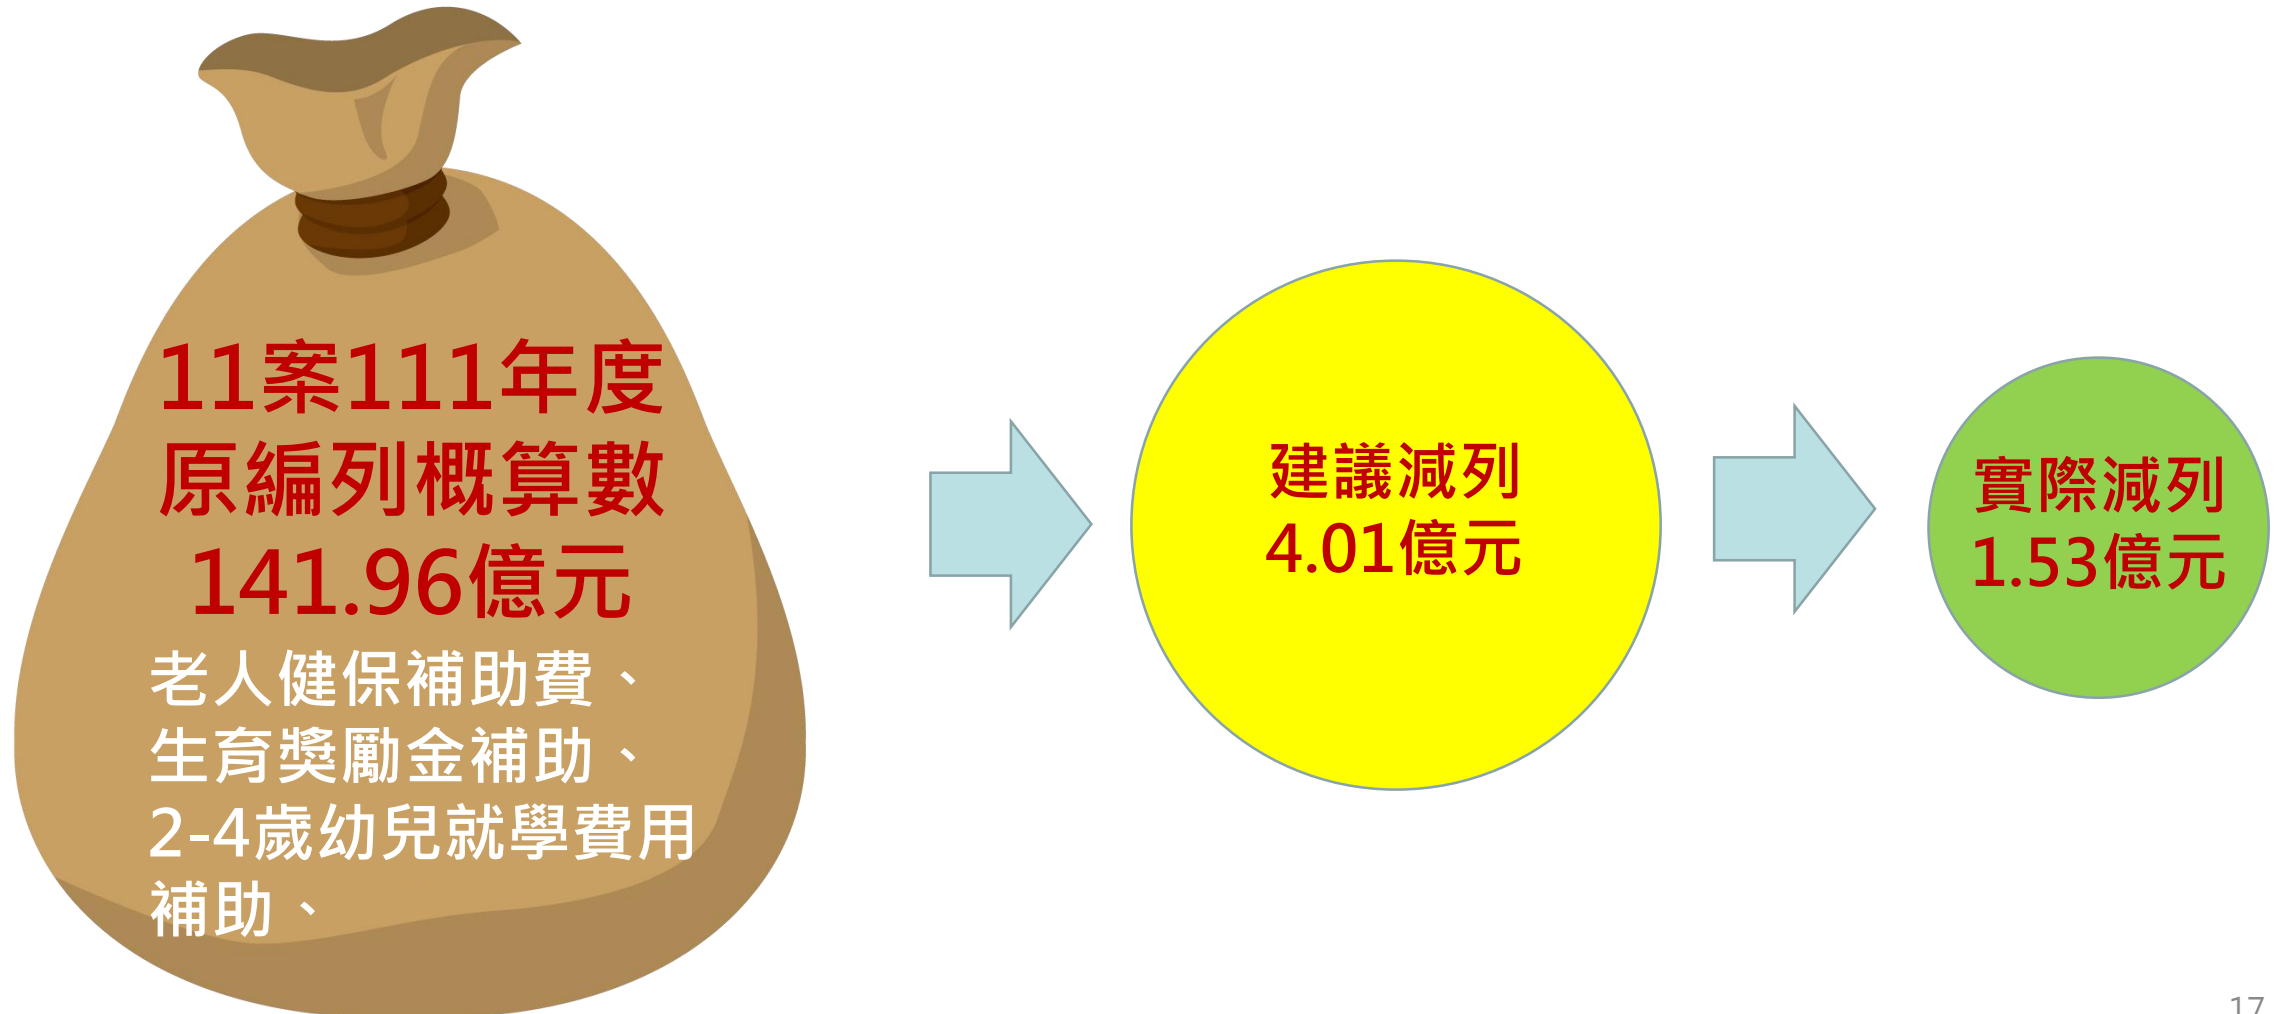 11案111年度
原編列概算數
141.96億元
老人健保補助費、
生育獎勵金補助、
2-4歲幼兒就學費用
補助、
建議減列
4.01億元
實際減列
1.53億元
17